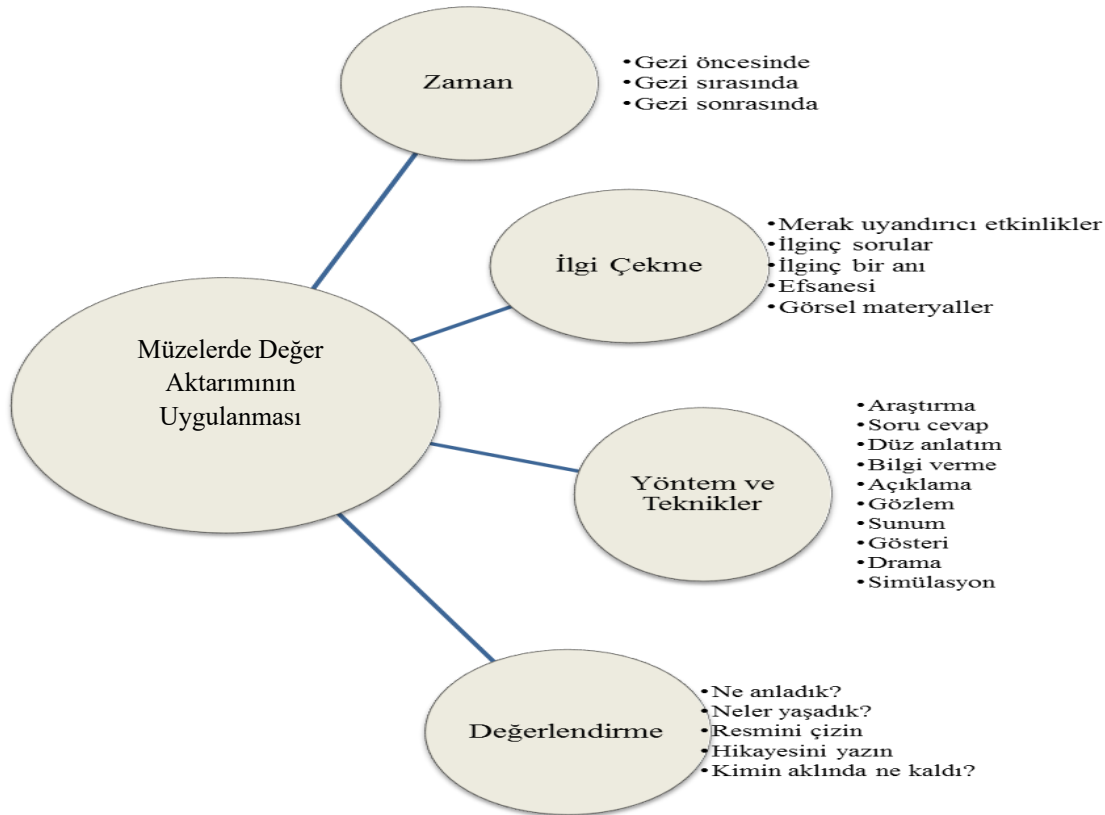 Zaman
•Gezi öncesinde
•Gezi sırasında
•Gezi sonrasında
İlgi Çekme
•Merak uyandırıcı etkinlikler
•İlginç sorular
•İlginç bir anı
•Efsanesi
•Görsel materyaller
Müzelerde Değer
Aktarımının
Uygulanması
Yöntem ve
Teknikler
•Araştırma
•Soru cevap
•Düz anlatım
•Bilgi verme
•Açıklama
•Gözlem
•Sunum
•Gösteri
•Drama
•Simülasyon
Değerlendirme
•Ne anladık?
•Neler yaşadık?
•Resmini çizin
•Hikayesini yazın
•Kimin aklında ne kaldı?